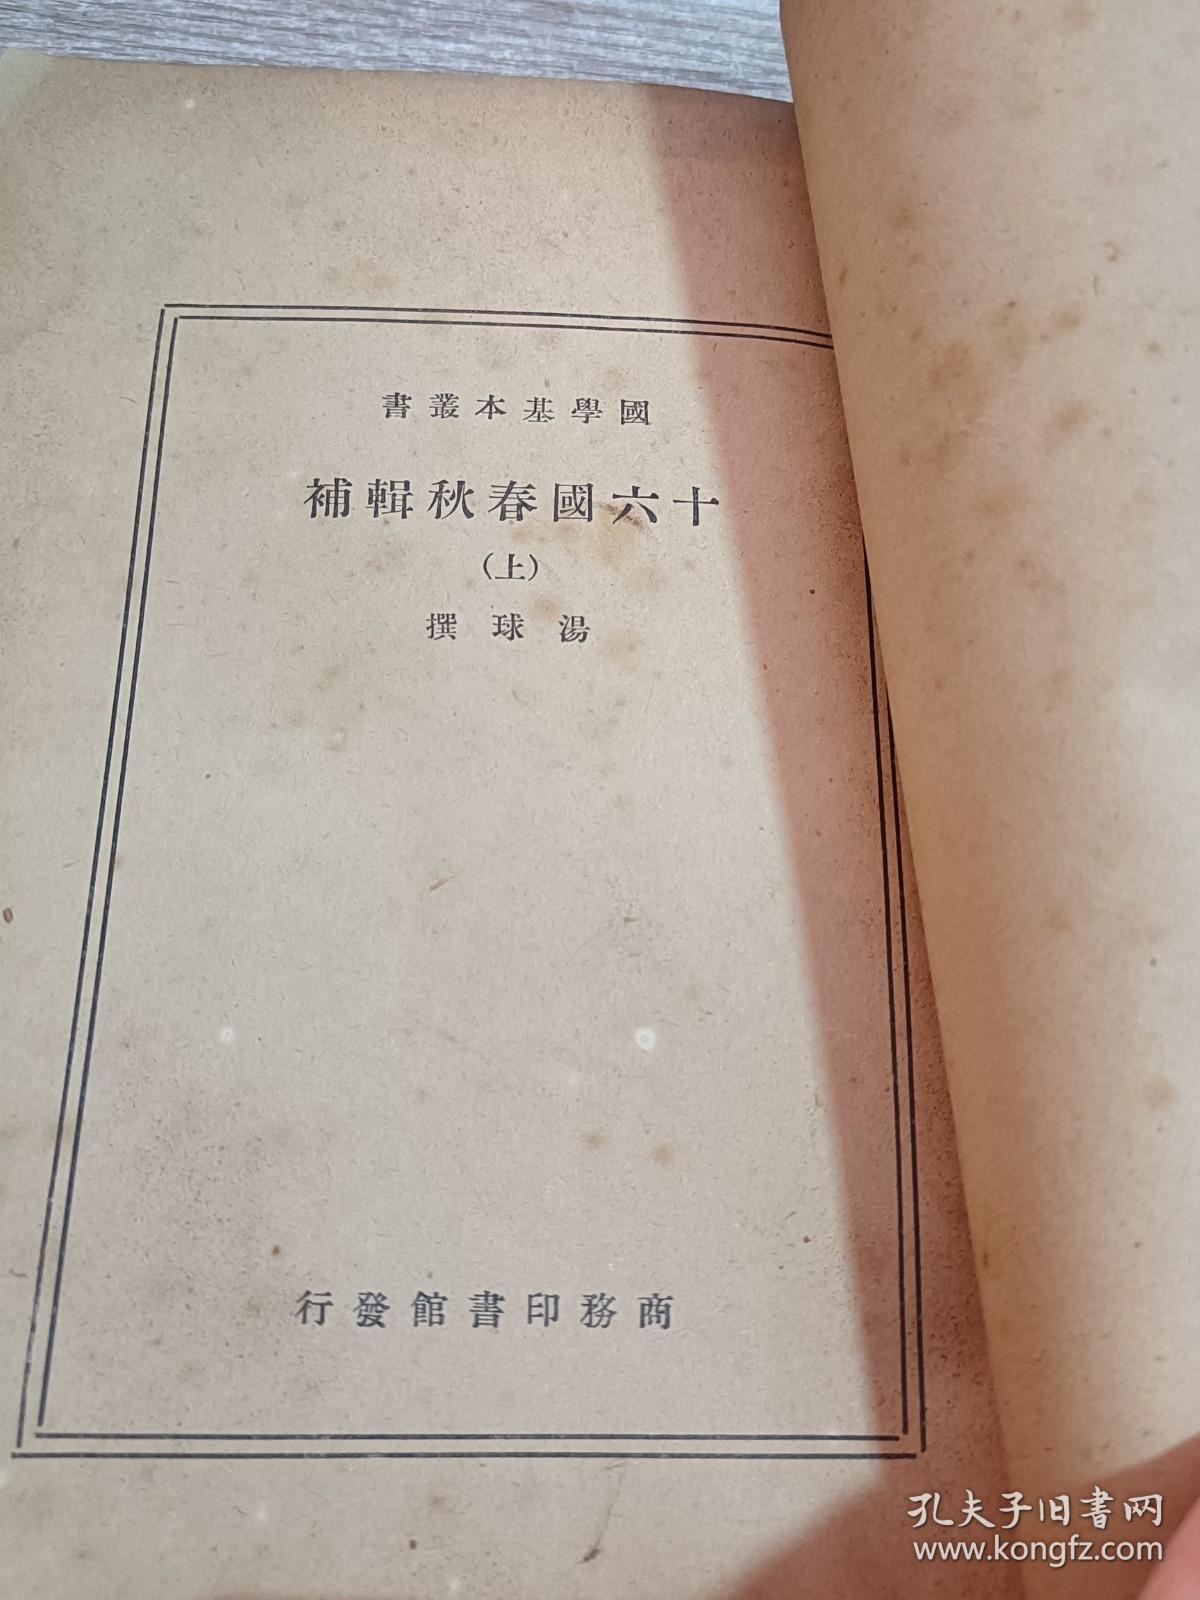 國學基本叢書
十六國春秋輯補
(上)
湯球撰
商務印書館發行
孔夫子旧書网
www.kongfz.com